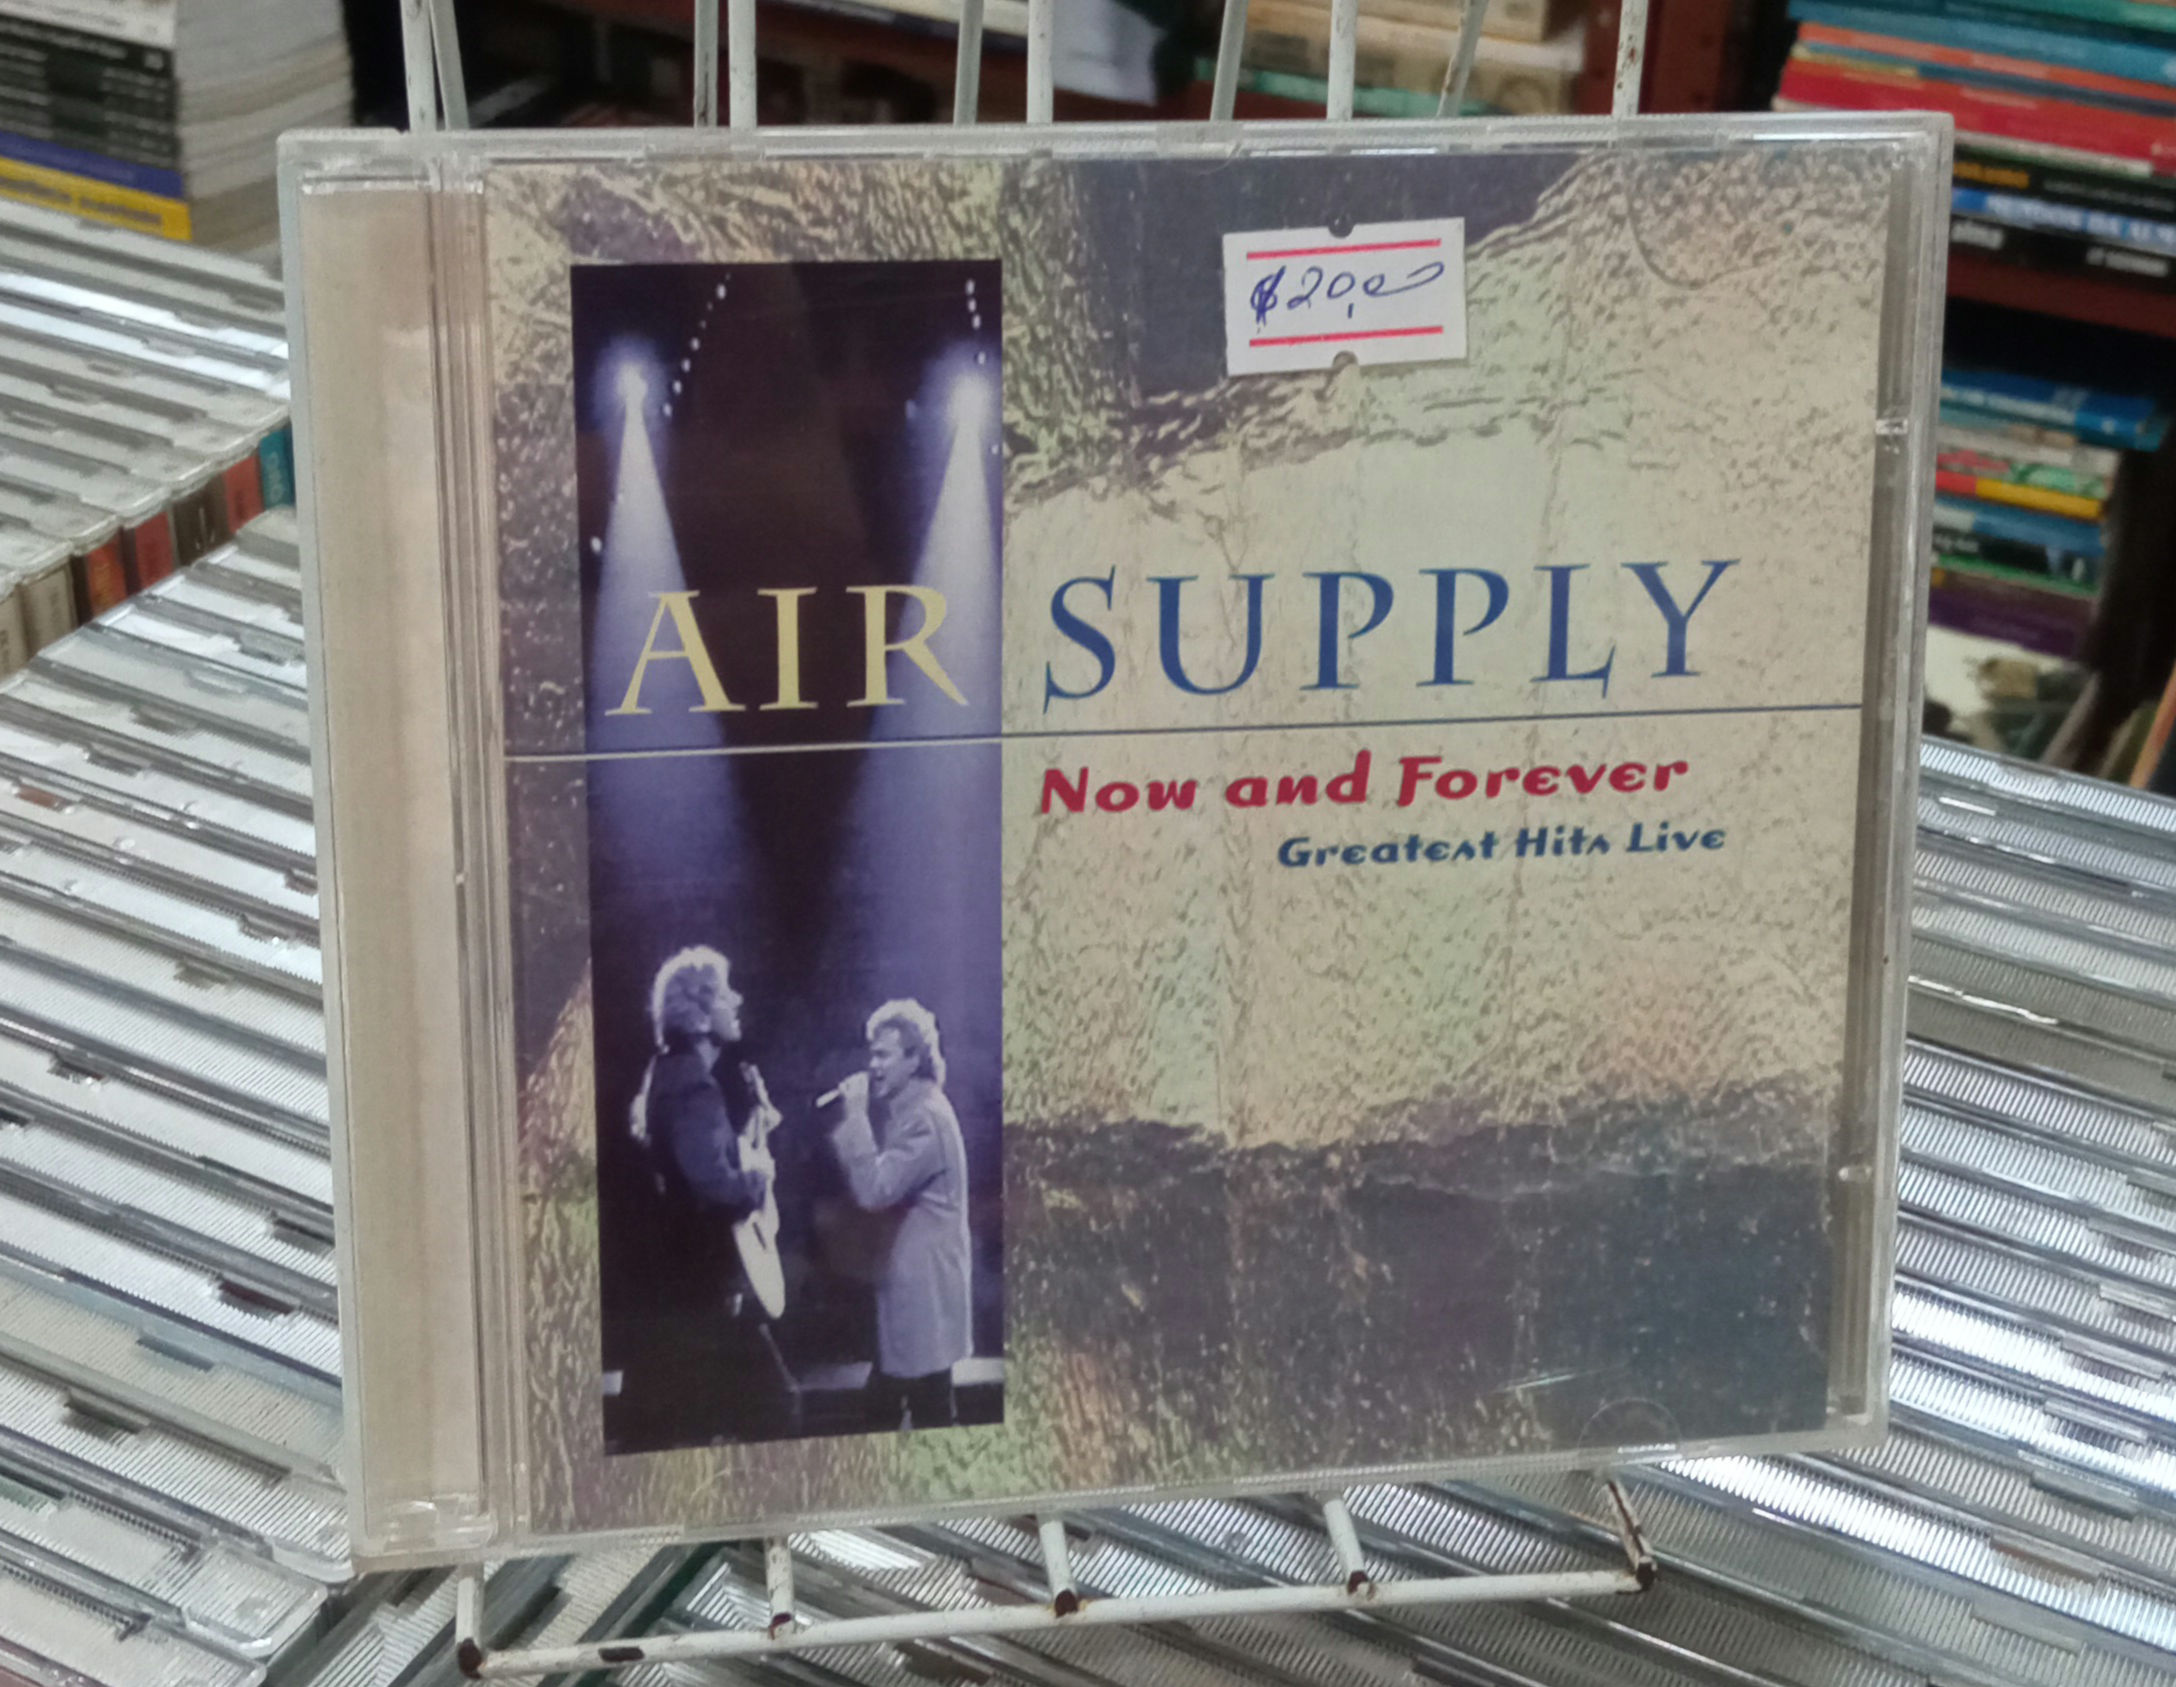 $20,00
AIR SUPPLY
Now and Forever
Greatest Hits Live